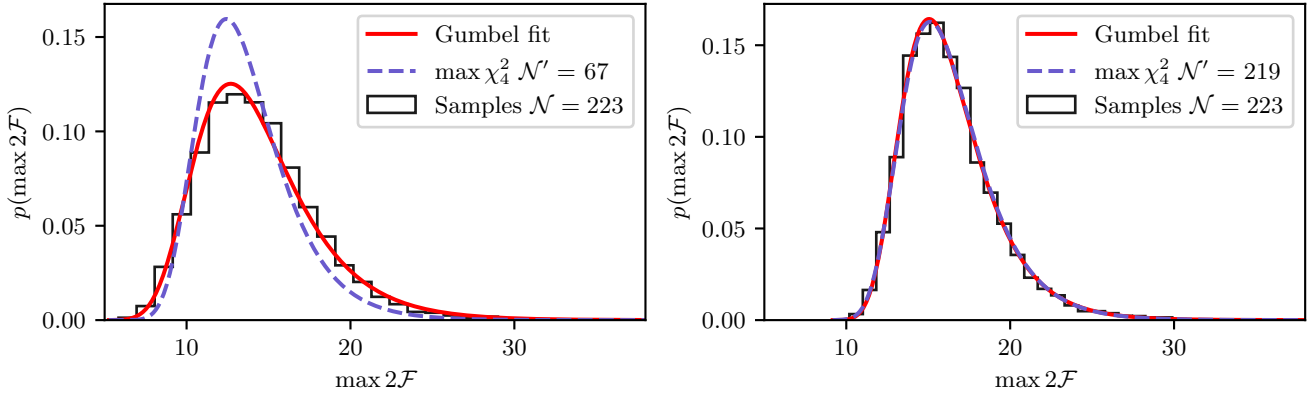 0.15
0.10
0.05
0.00
p(max 2ℱ)
Gumbel fit
max χ₄² 𝒩′ = 67
Samples 𝒩 = 223
10 20 30
max 2ℱ
0.15
0.10
0.05
0.00
p(max 2ℱ)
Gumbel fit
max χ₄² 𝒩′ = 219
Samples 𝒩 = 223
10 20 30
max 2ℱ